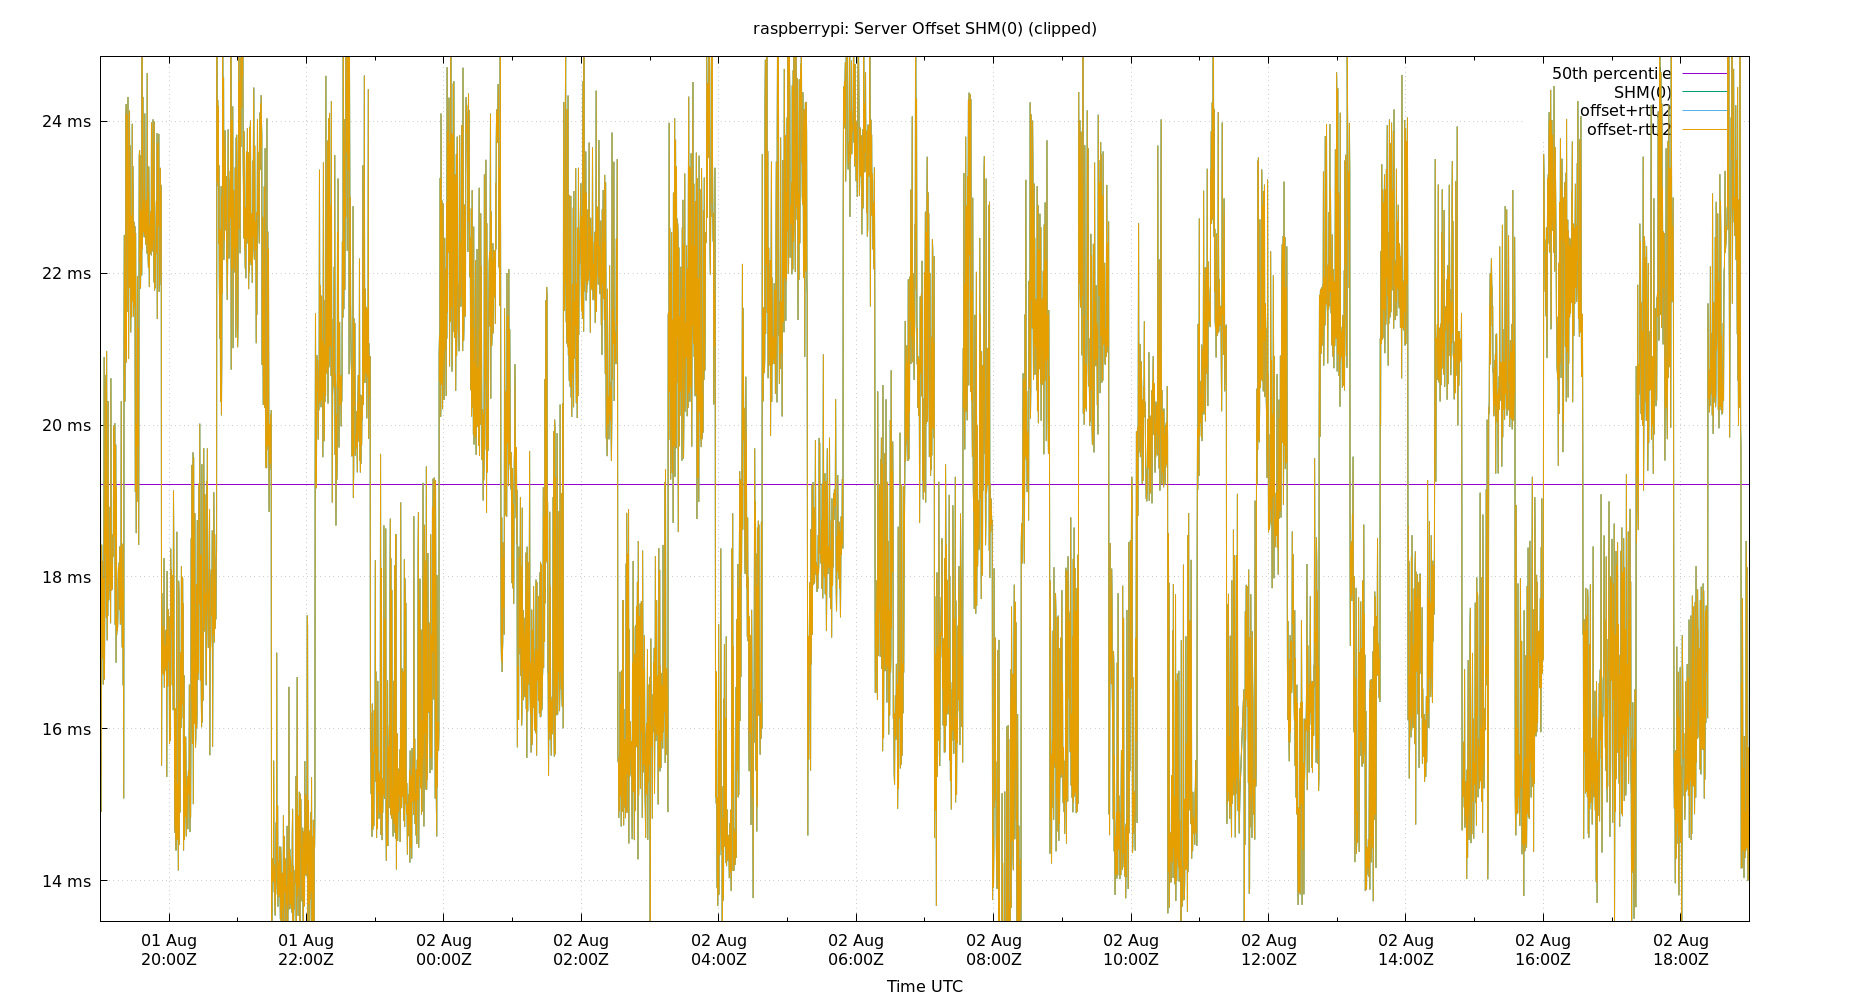 raspberrypi: Server Offset SHM(0) (clipped)
50th percentile
SHM(0)
offset+rtt/2
offset-rtt/2
24 ms
22 ms
20 ms
18 ms
16 ms
14 ms
01 Aug 01 Aug 02 Aug 02 Aug 02 Aug 02 Aug 02 Aug 02 Aug 02 Aug 02 Aug 02 Aug 02 Aug
20:00Z 22:00Z 00:00Z 02:00Z 04:00Z 06:00Z 08:00Z 10:00Z 12:00Z 14:00Z 16:00Z 18:00Z
Time UTC